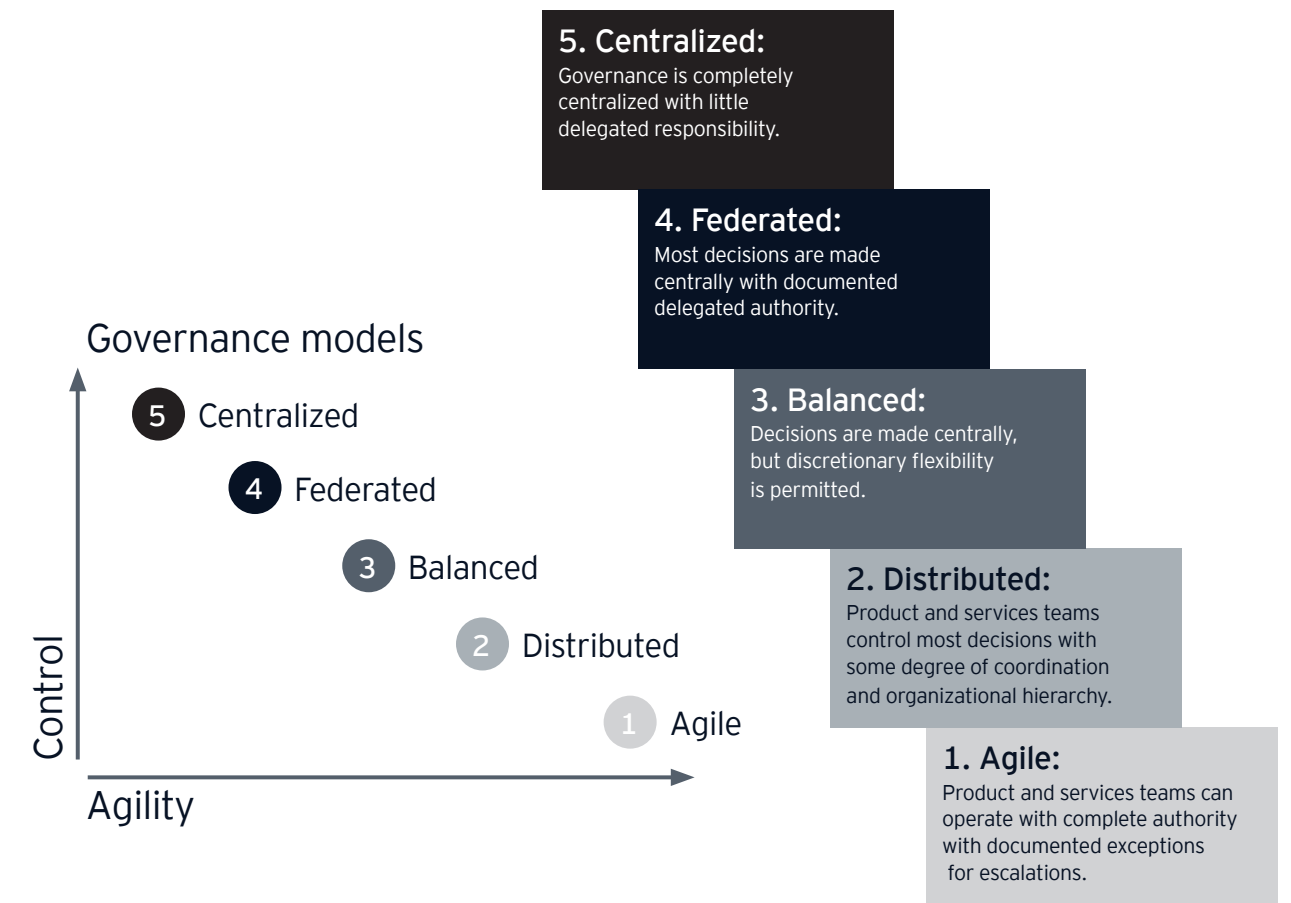 Governance models
5 Centralized
4 Federated
3 Balanced
2 Distributed
1 Agile
Control
Agility
5. Centralized:
Governance is completely
centralized with little
delegated responsibility.
4. Federated:
Most decisions are made
centrally with documented
delegated authority.
3. Balanced:
Decisions are made centrally,
but discretionary flexibility
is permitted.
2. Distributed:
Product and services teams
control most decisions with
some degree of coordination
and organizational hierarchy.
1. Agile:
Product and services teams can
operate with complete authority
with documented exceptions
for escalations.